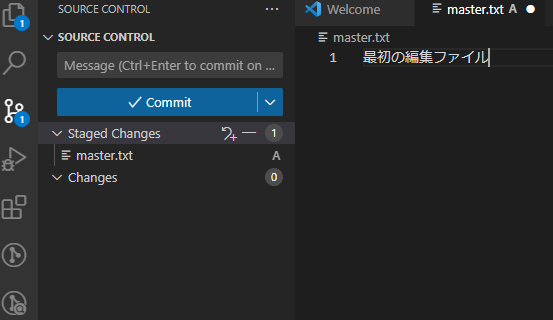 1
SOURCE CONTROL
SOURCE CONTROL
Message (Ctrl+Enter to commit on ...
Commit
Staged Changes 1
master.txt A
Changes 0
1
Welcome
master.txt A
master.txt
1 最初の編集ファイル